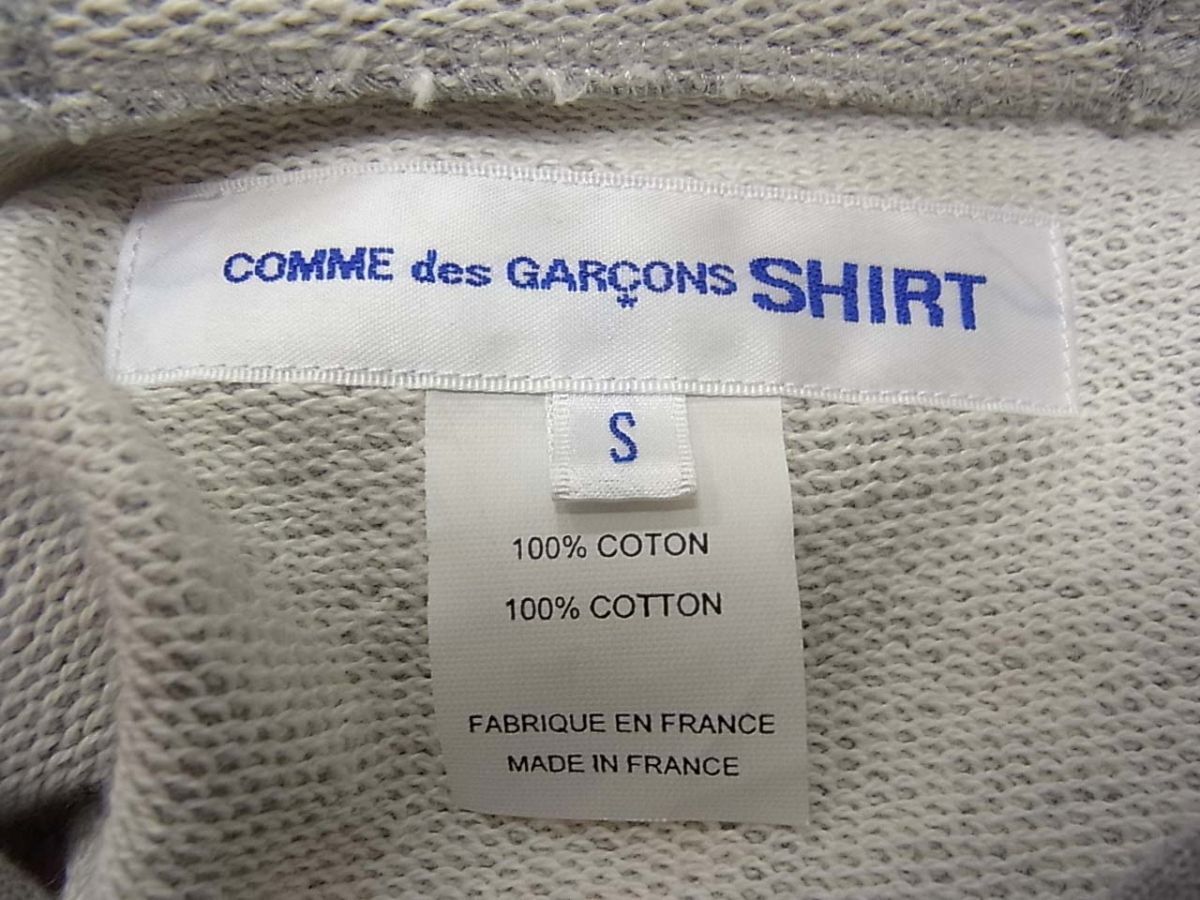 COMME des GARÇONS SHIRT
S
100% COTON
100% COTTON
FABRIQUE EN FRANCE
MADE IN FRANCE